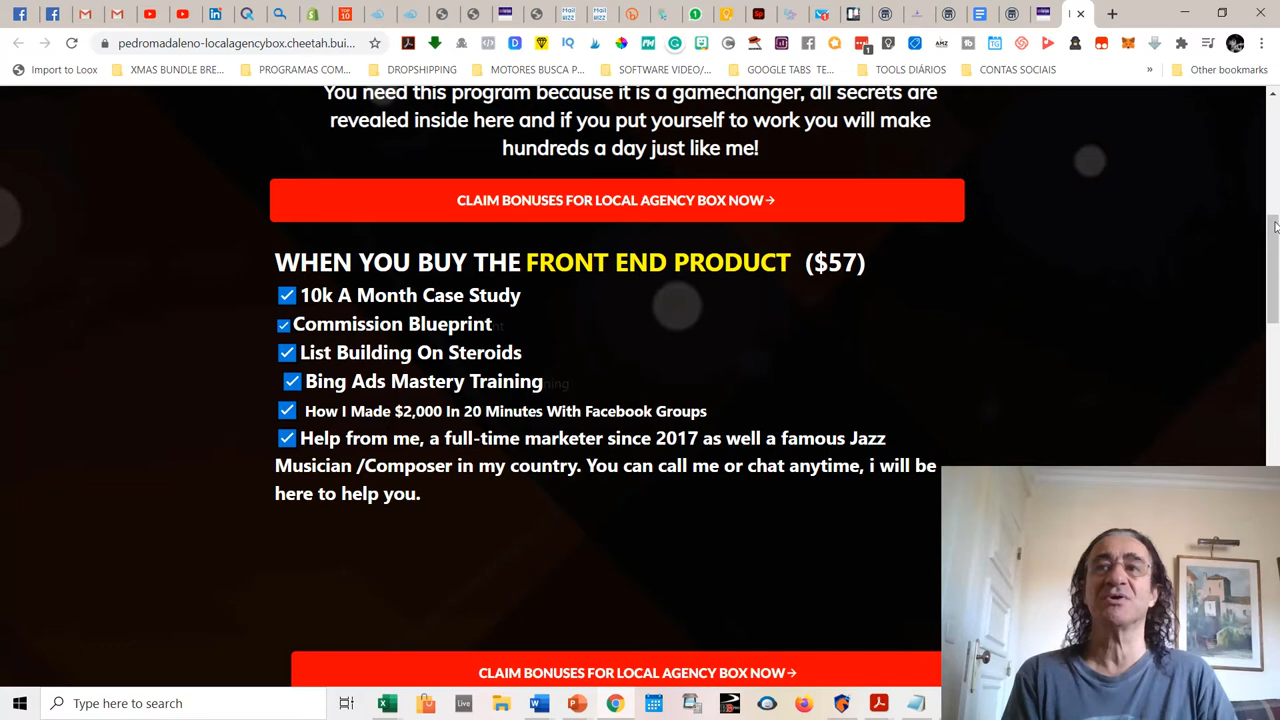 pedronmdalano-localagencybox.cheetah.bui...
Import to Loox
XMAS BUNDLE BRE...
PROGRAMAS COM...
DROPSHIPPING
MOTORES BUSCA P...
SOFTWARE VIDEO/...
GOOGLE TABS TE...
TOOLS DIÁRIOS
CONTAS SOCIAIS
»
Other bookmarks
You need this program because it is a gamechanger, all secrets are
revealed inside here and if you put yourself to work you will make
hundreds a day just like me!
CLAIM BONUSES FOR LOCAL AGENCY BOX NOW→
WHEN YOU BUY THE FRONT END PRODUCT ($57)
10k A Month Case Study
Commission Blueprint
List Building On Steroids
Bing Ads Mastery Training
How I Made $2,000 In 20 Minutes With Facebook Groups
Help from me, a full-time marketer since 2017 as well a famous Jazz
Musician /Composer in my country. You can call me or chat anytime, i will be
here to help you.
CLAIM BONUSES FOR LOCAL AGENCY BOX NOW→
Type here to search
Live